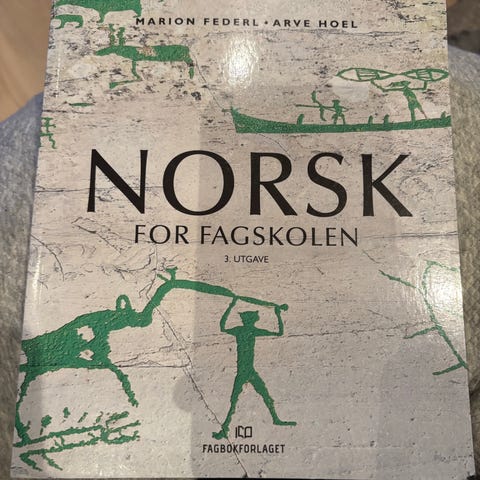 MARION FEDERL • ARVE HOEL
NORSK
FOR FAGSKOLEN
3. UTGAVE
FAGBOKFORLAGET